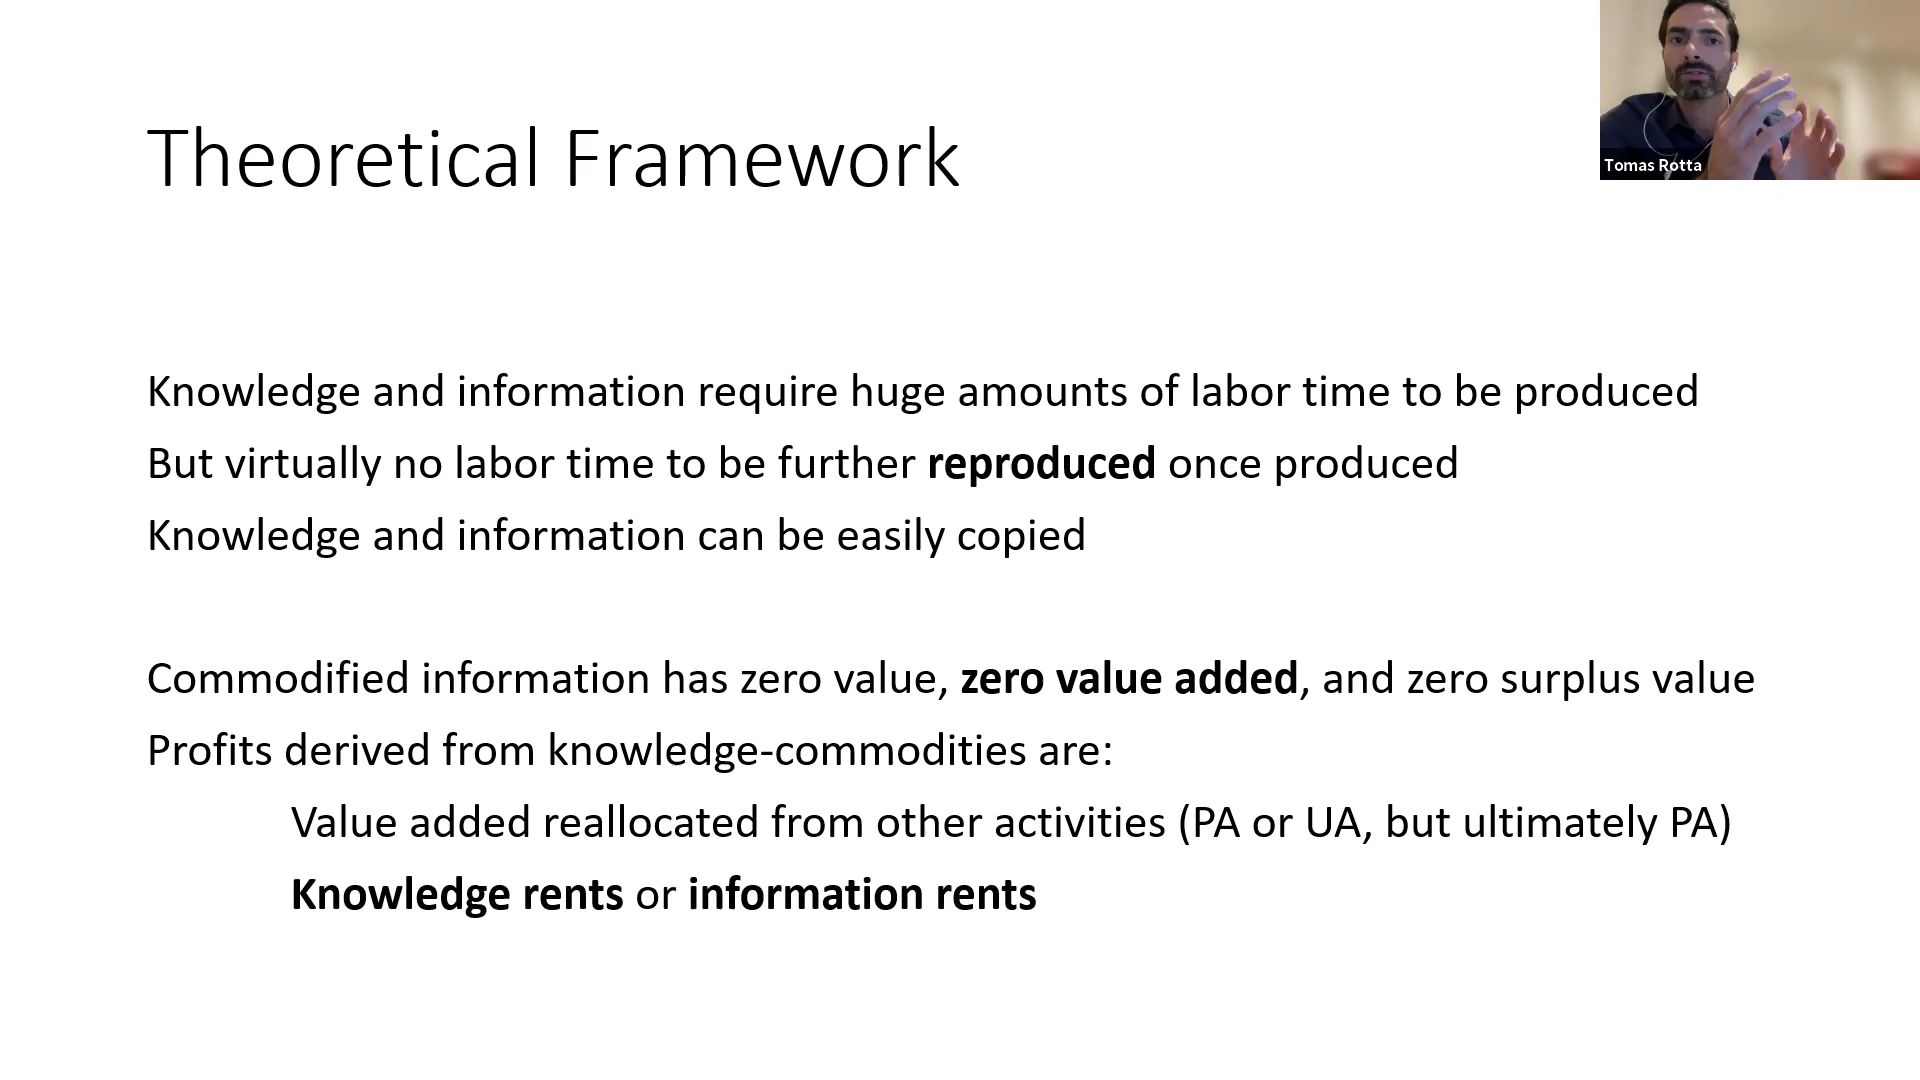 Tomas Rotta
Theoretical Framework
Knowledge and information require huge amounts of labor time to be produced
But virtually no labor time to be further reproduced once produced
Knowledge and information can be easily copied
Commodified information has zero value, zero value added, and zero surplus value
Profits derived from knowledge-commodities are:
Value added reallocated from other activities (PA or UA, but ultimately PA)
Knowledge rents or information rents